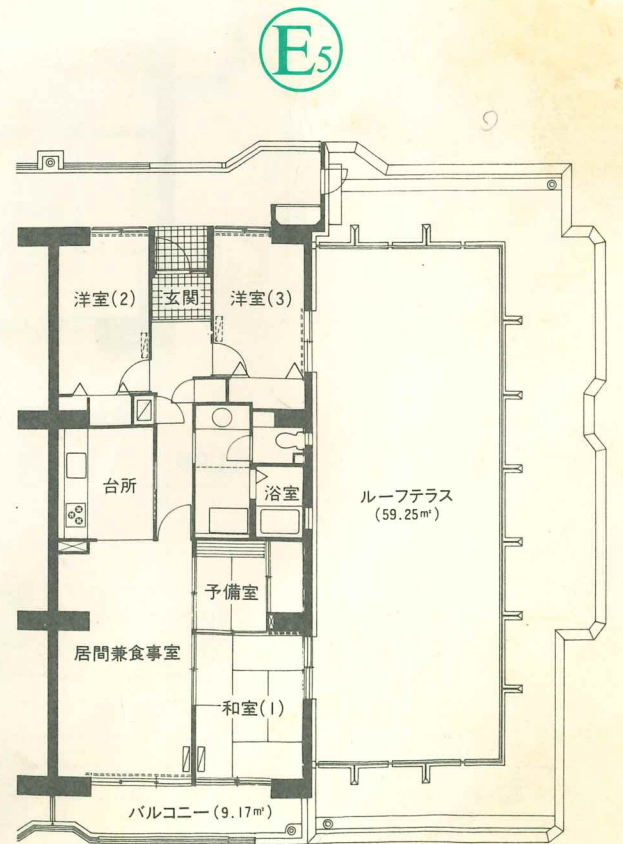 E5
洋室(2)
玄関
洋室(3)
台所
浴室
ルーフテラス
(59.25㎡)
予備室
居間兼食事室
和室(1)
バルコニー(9.17㎡)